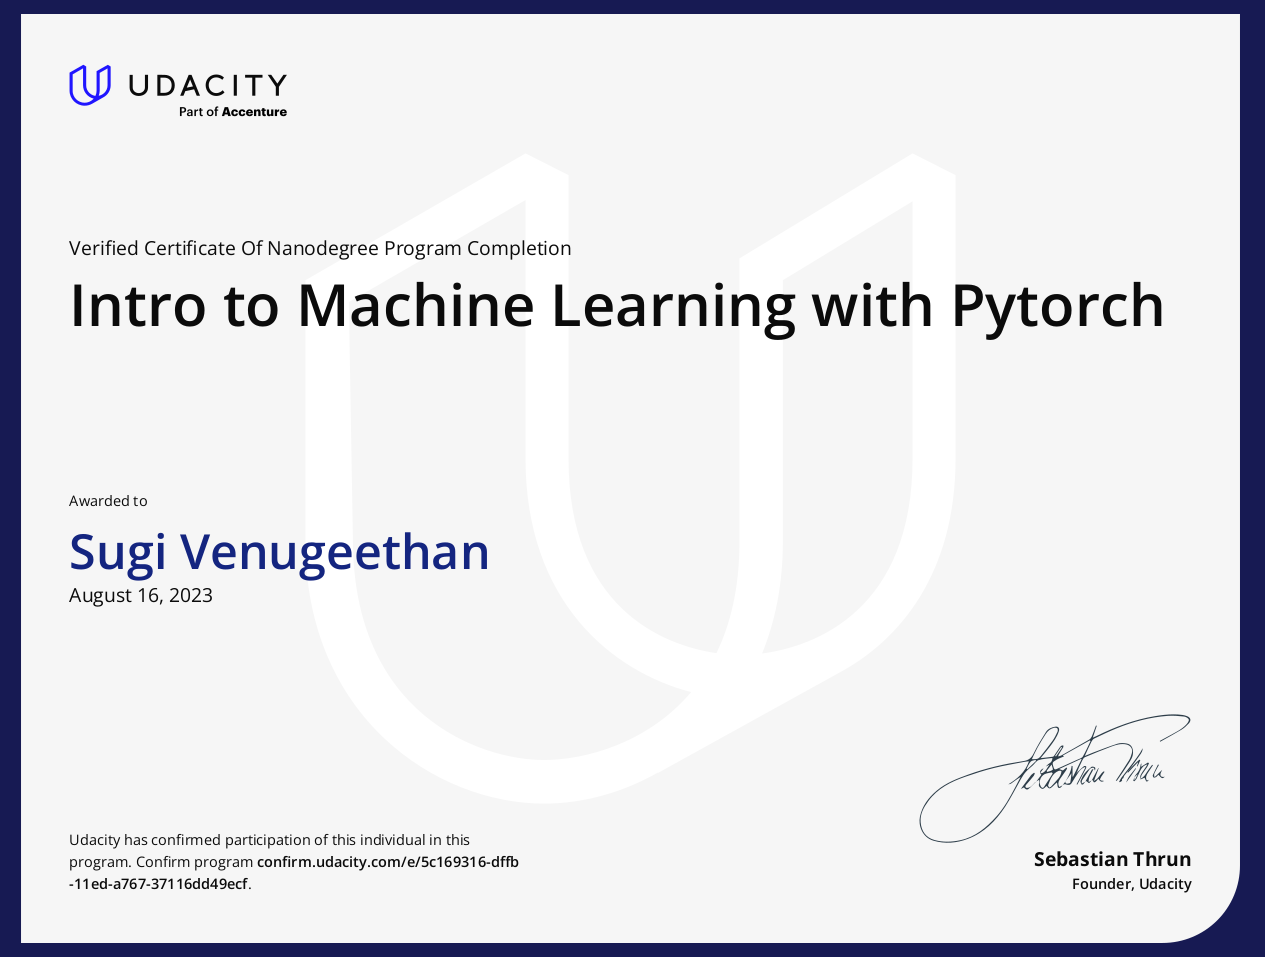 UDACITY
Part of Accenture
Verified Certificate Of Nanodegree Program Completion
Intro to Machine Learning with Pytorch
Awarded to
Sugi Venugeethan
August 16, 2023
Udacity has confirmed participation of this individual in this
program. Confirm program confirm.udacity.com/e/5c169316-dffb
-11ed-a767-37116dd49ecf.
Sebastian Thrun
Sebastian Thrun
Founder, Udacity